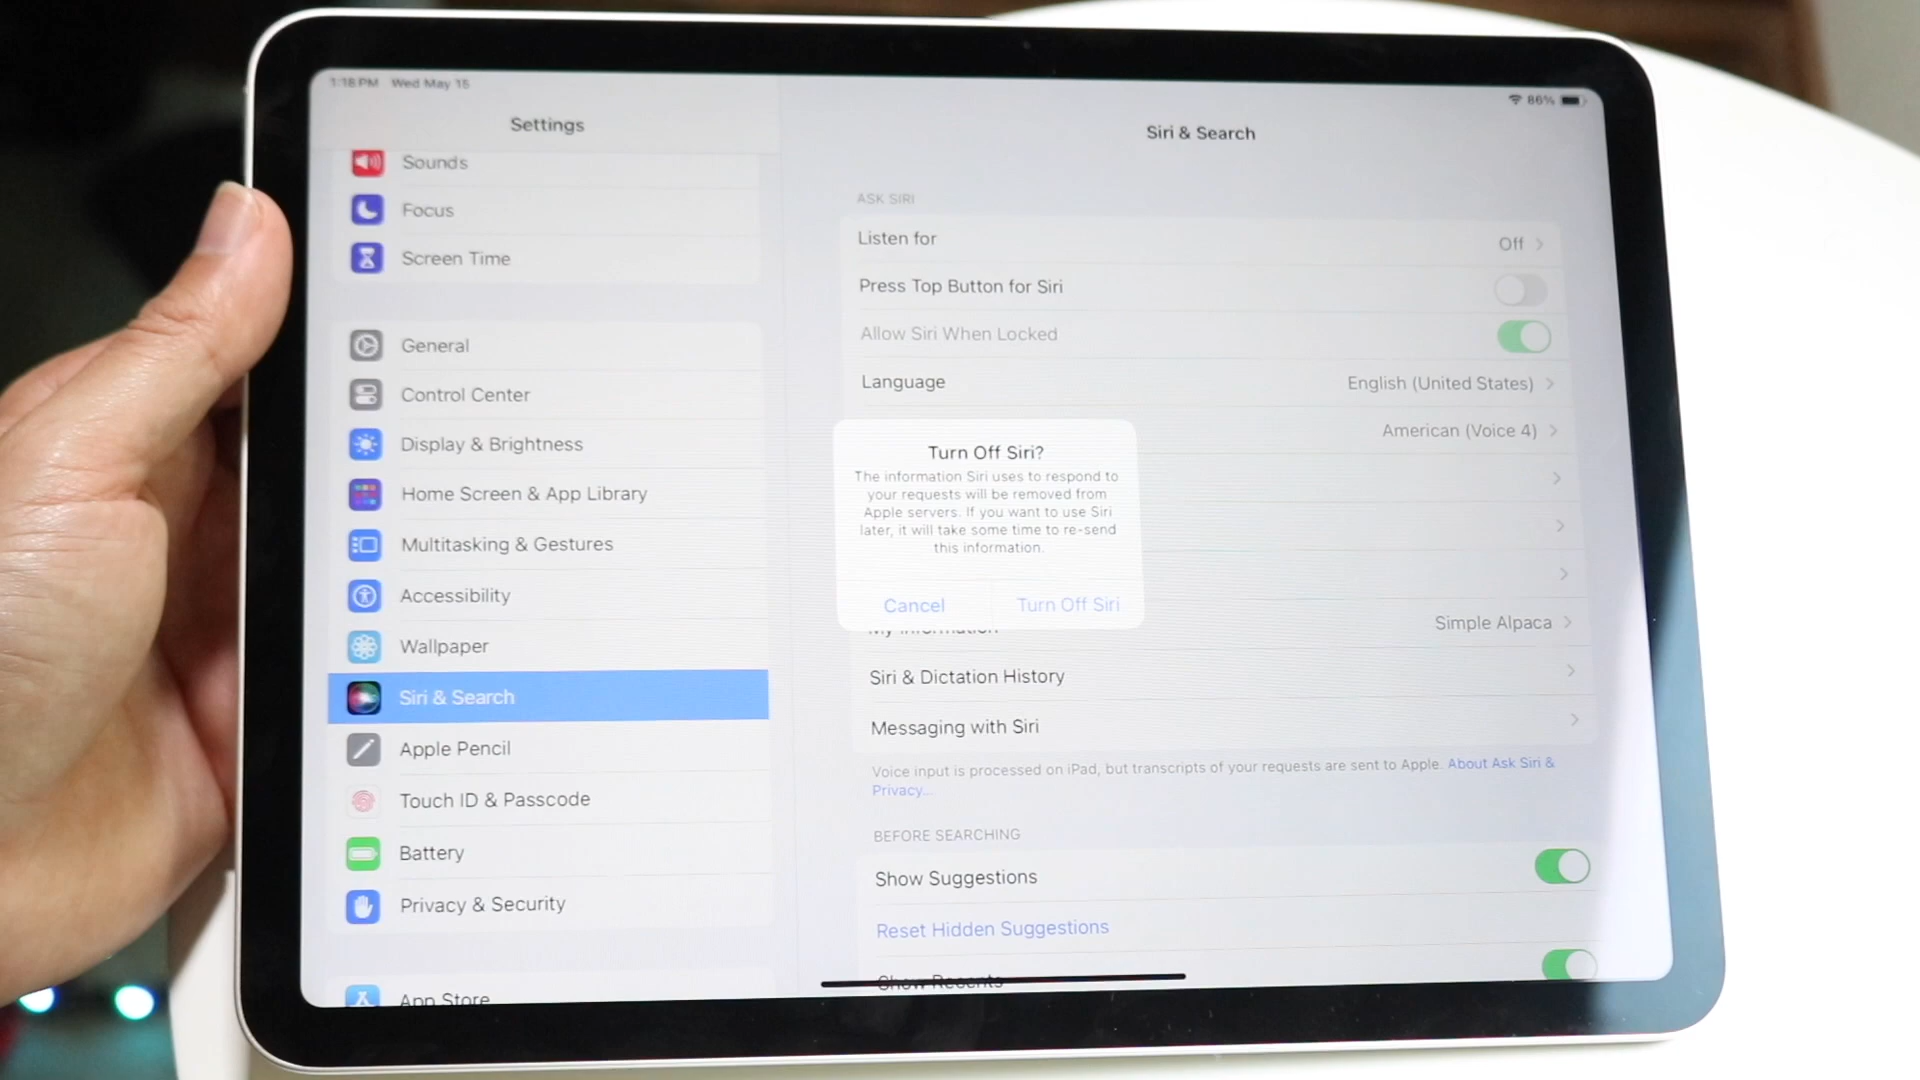 1:18 PM Wed May 15
86%
Settings
Sounds
Focus
Screen Time
General
Control Center
Display & Brightness
Home Screen & App Library
Multitasking & Gestures
Accessibility
Wallpaper
Siri & Search
Apple Pencil
Touch ID & Passcode
Battery
Privacy & Security
App Store
Siri & Search
ASK SIRI
Listen for Off
Press Top Button for Siri
Allow Siri When Locked
Language English (United States)
American (Voice 4)
Turn Off Siri?
The information Siri uses to respond to
your requests will be removed from
Apple servers. If you want to use Siri
later, it will take some time to re-send
this information.
Cancel Turn Off Siri
My Information Simple Alpaca
Siri & Dictation History
Messaging with Siri
Voice input is processed on iPad, but transcripts of your requests are sent to Apple. About Ask Siri &
Privacy...
BEFORE SEARCHING
Show Suggestions
Reset Hidden Suggestions
Show Recents